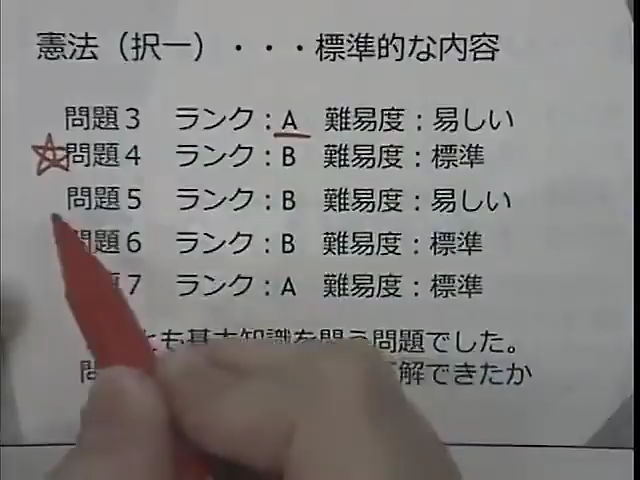 憲法（択一）・・・標準的な内容
問題３　ランク：A　難易度：易しい
問題４　ランク：B　難易度：標準
問題５　ランク：B　難易度：易しい
問題６　ランク：B　難易度：標準
題７　ランク：A　難易度：標準
とも基本知識を問う問題でした。
問 解できたか